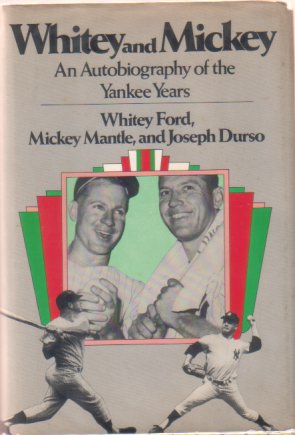 Whitey and Mickey
An Autobiography of the
Yankee Years
Whitey Ford,
Mickey Mantle, and Joseph Durso